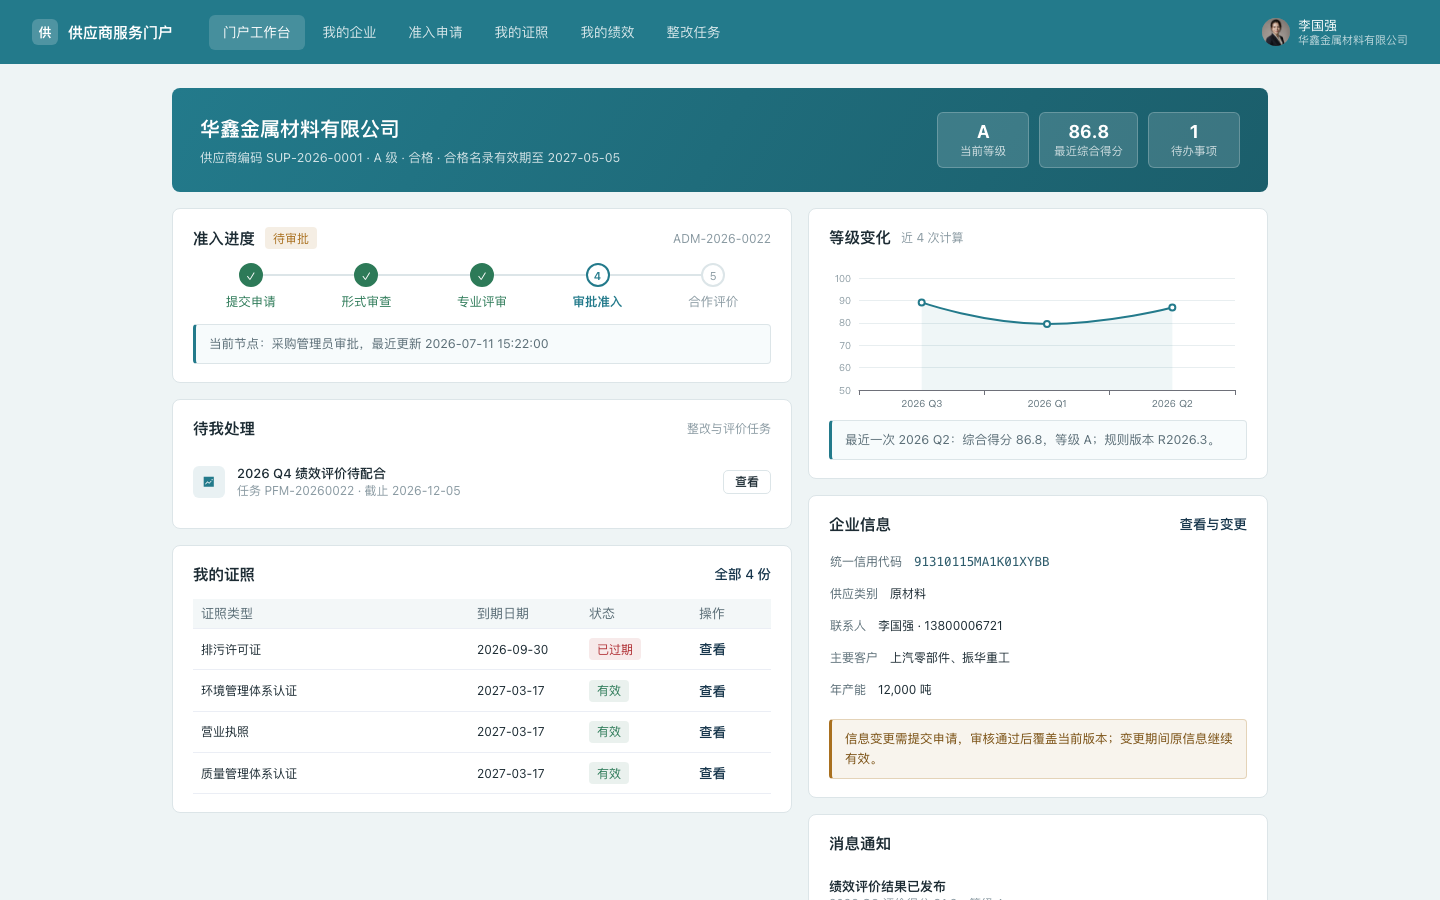 供 供应商服务门户 门户工作台 我的企业 准入申请 我的证照 我的绩效 整改任务
李国强
华鑫金属材料有限公司
华鑫金属材料有限公司
供应商编码 SUP-2026-0001 · A 级 · 合格 · 合格名录有效期至 2027-05-05
A
当前等级
86.8
最近综合得分
1
待办事项
准入进度 待审批 ADM-2026-0022
4 5
提交申请 形式审查 专业评审 审批准入 合作评价
当前节点：采购管理员审批，最近更新 2026-07-11 15:22:00
待我处理 整改与评价任务
2026 Q4 绩效评价待配合
任务 PFM-20260022 · 截止 2026-12-05
查看
我的证照 全部 4 份
证照类型 到期日期 状态 操作
排污许可证 2026-09-30 已过期 查看
环境管理体系认证 2027-03-17 有效 查看
营业执照 2027-03-17 有效 查看
质量管理体系认证 2027-03-17 有效 查看
等级变化 近 4 次计算
100
90
80
70
60
50
2026 Q3 2026 Q1 2026 Q2
最近一次 2026 Q2：综合得分 86.8，等级 A；规则版本 R2026.3。
企业信息 查看与变更
统一信用代码 91310115MA1K01XYBB
供应类别 原材料
联系人 李国强 · 13800006721
主要客户 上汽零部件、振华重工
年产能 12,000 吨
信息变更需提交申请，审核通过后覆盖当前版本；变更期间原信息继续
有效。
消息通知
绩效评价结果已发布